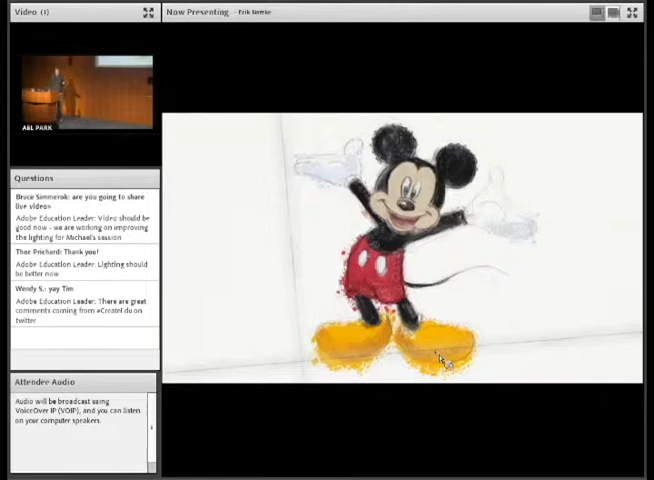 Video (1)
Now Presenting - Erik Natzke
ABL PARK
Questions
Bruce Simmerok: are you going to share
live video>
Adobe Education Leader: Video should be
good now - we are working on improving
the lighting for Michael's session
Thor Prichard: Thank you!
Adobe Education Leader: Lighting should
be better now
Wendy S.: yay Tim
Adobe Education Leader: There are great
comments coming from #CreateEdu on
twitter
Attendee Audio
Audio will be broadcast using
VoiceOver IP (VOIP), and you can listen
on your computer speakers.